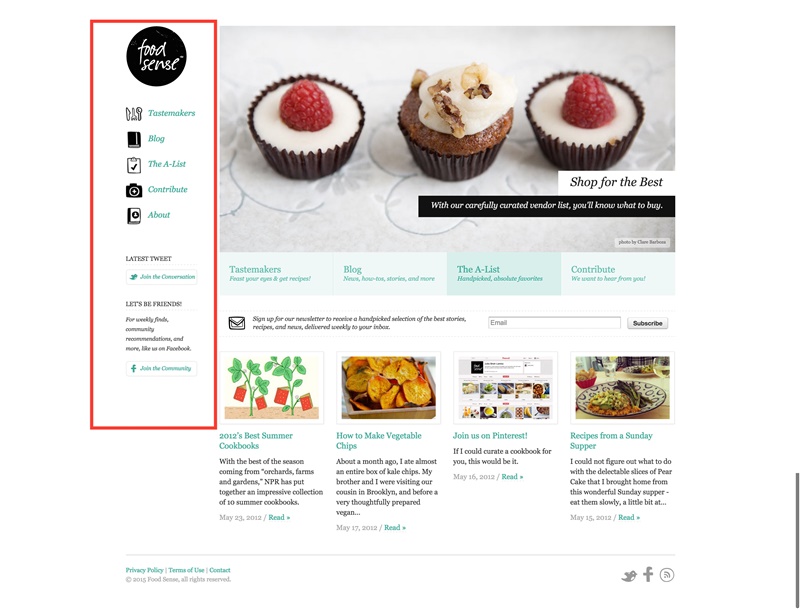 food
sense
Tastemakers
Blog
The A-List
Contribute
About
LATEST TWEET
Join the Conversation
LET'S BE FRIENDS!
For weekly finds,
community
recommendations, and
more, like us on Facebook.
Join the Community
Shop for the Best
With our carefully curated vendor list, you'll know what to buy.
photo by Clare Barboza
Tastemakers
Feast your eyes & get recipes!
Blog
News, how-tos, stories, and more
The A-List
Handpicked, absolute favorites
Contribute
We want to hear from you!
Sign up for our newsletter to receive a handpicked selection of the best stories,
recipes, and news, delivered weekly to your inbox.
Email
Subscribe
2012's Best Summer
Cookbooks
With the best of the season
coming from "orchards, farms
and gardens," NPR has put
together an impressive collection
of 10 summer cookbooks.
May 23, 2012 / Read »
How to Make Vegetable
Chips
About a month ago, I ate almost
an entire box of kale chips. My
brother and I were visiting our
cousin in Brooklyn, and before a
very thoughtfully prepared
vegan...
May 17, 2012 / Read »
Join us on Pinterest!
If I could curate a cookbook for
you, this would be it.
May 16, 2012 / Read »
Recipes from a Sunday
Supper
I could not figure out what to do
with the delectable slices of Pear
Cake that I brought home from
this wonderful Sunday supper -
eat them slowly, a little bit at...
May 15, 2012 / Read »
Privacy Policy | Terms of Use | Contact
© 2015 Food Sense, all rights reserved.